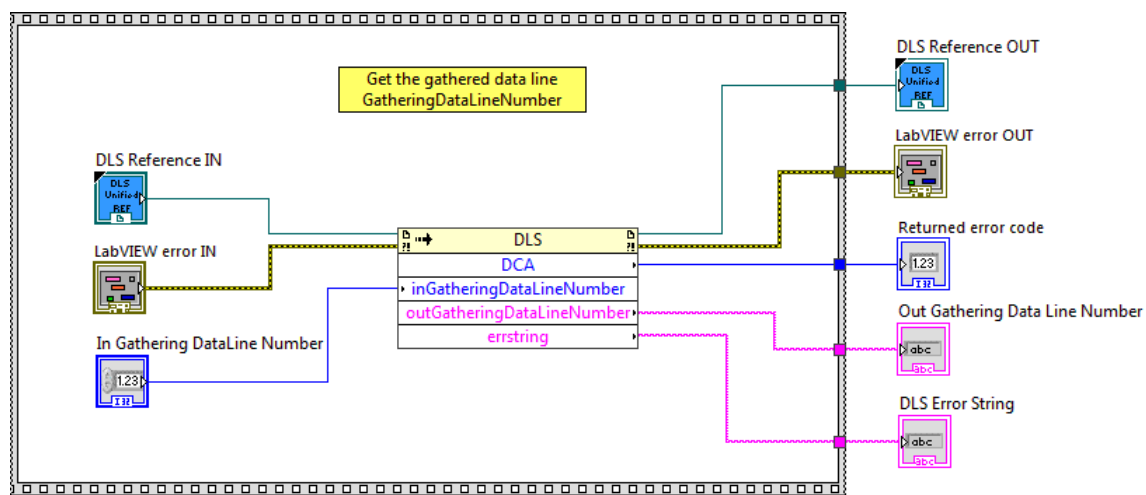 DLS Reference OUT
DLS
Unified
REF
Get the gathered data line
GatheringDataLineNumber
LabVIEW error OUT
DLS Reference IN
DLS
Unified
REF
Returned error code
1.23
I32
DLS
DCA
inGatheringDataLineNumber
outGatheringDataLineNumber
errstring
LabVIEW error IN
Out Gathering Data Line Number
abc
abc
In Gathering DataLine Number
1.23
I32
DLS Error String
abc
abc